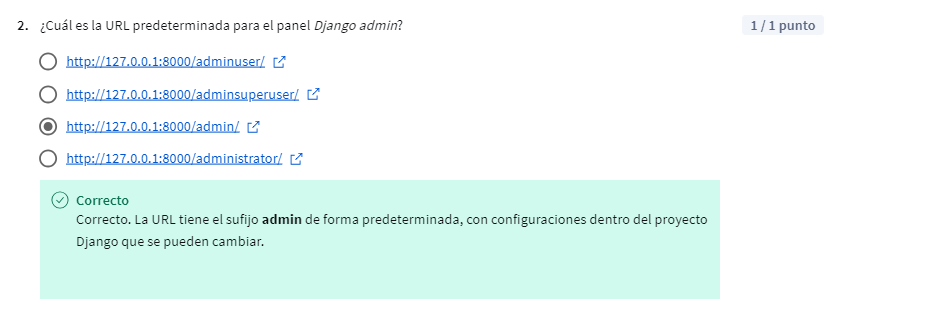 2. ¿Cuál es la URL predeterminada para el panel Django admin?
1 / 1 punto
http://127.0.0.1:8000/adminuser/
http://127.0.0.1:8000/adminsuperuser/
http://127.0.0.1:8000/admin/
http://127.0.0.1:8000/administrator/
Correcto
Correcto. La URL tiene el sufijo admin de forma predeterminada, con configuraciones dentro del proyecto
Django que se pueden cambiar.